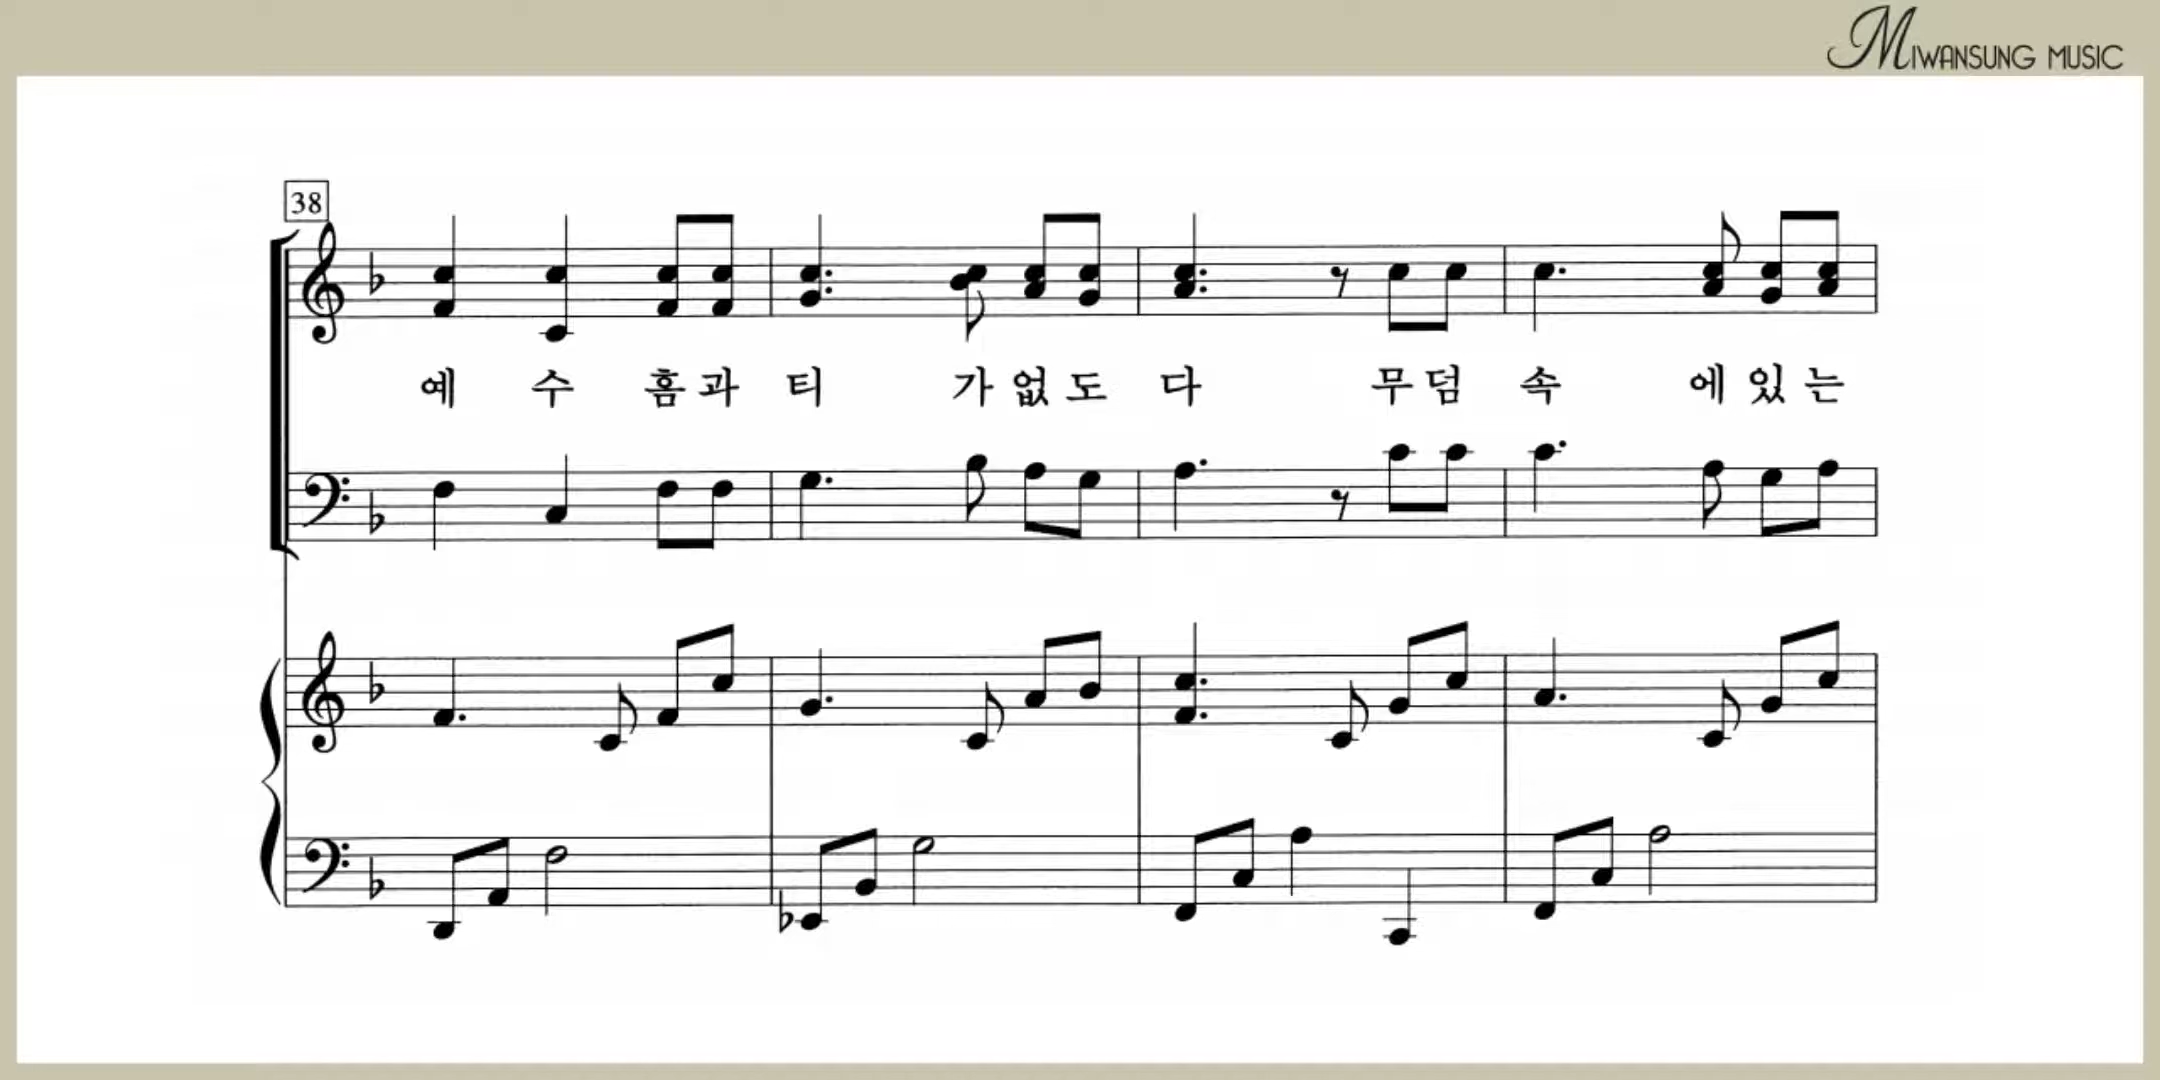 MIWANSUNG MUSIC
38
예 수 흠 과 티 가 없 도 다 무 덤 속 에 있 는